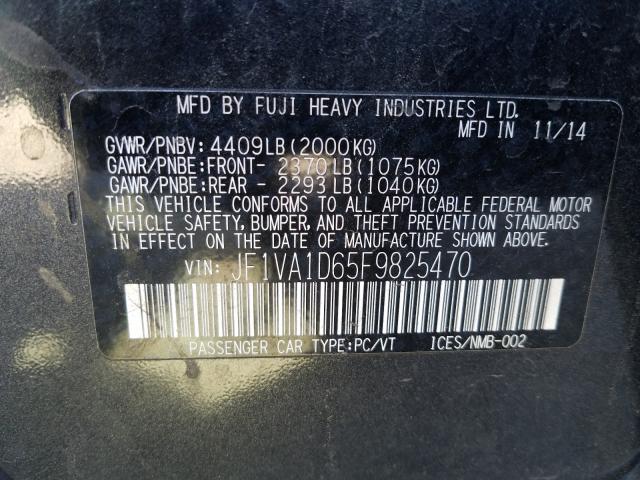 MFD BY FUJI HEAVY INDUSTRIES LTD.
MFD IN 11/14
GVWR/PNBV: 4409LB(2000KG)
GAWR/PNBE:FRONT- 2370LB(1075KG)
GAWR/PNBE:REAR - 2293LB(1040KG)
THIS VEHICLE CONFORMS TO ALL APPLICABLE FEDERAL MOTOR
VEHICLE SAFETY, BUMPER, AND THEFT PREVENTION STANDARDS
IN EFFECT ON THE DATE OF MANUFACTURE SHOWN ABOVE.
VIN: JF1VA1D65F9825470
PASSENGER CAR TYPE:PC/VT ICES/NMB-002